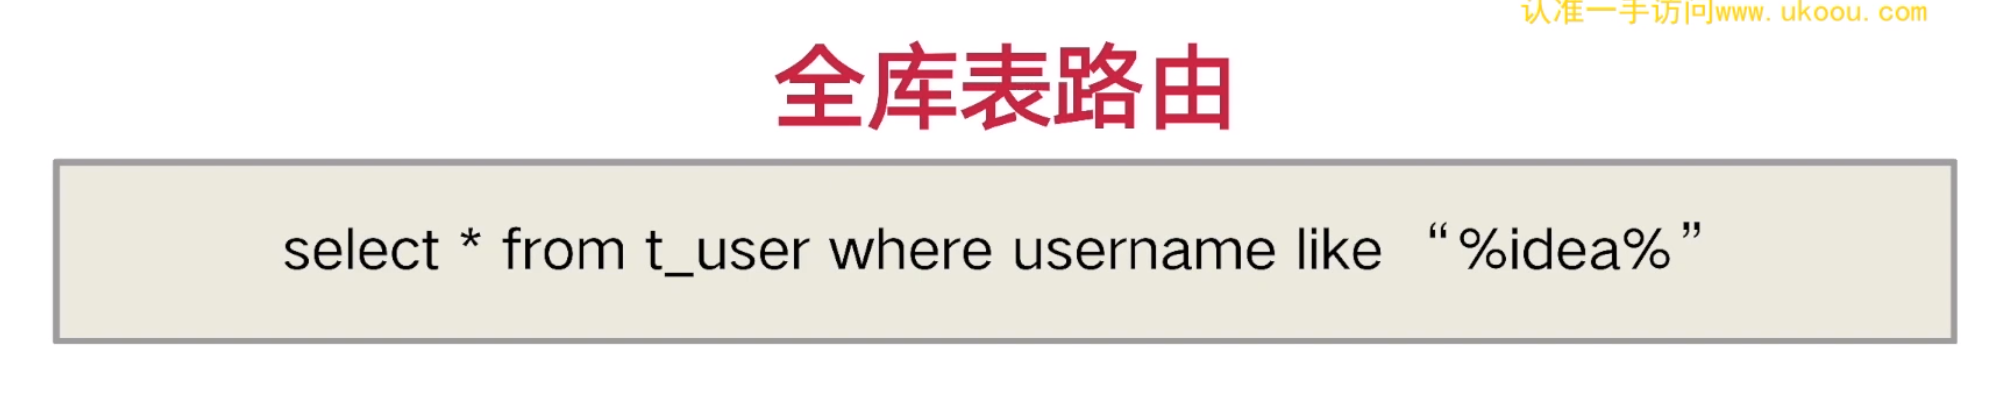 认准一手访问www.ukoou.com
全库表路由
select * from t_user where username like “%idea%”